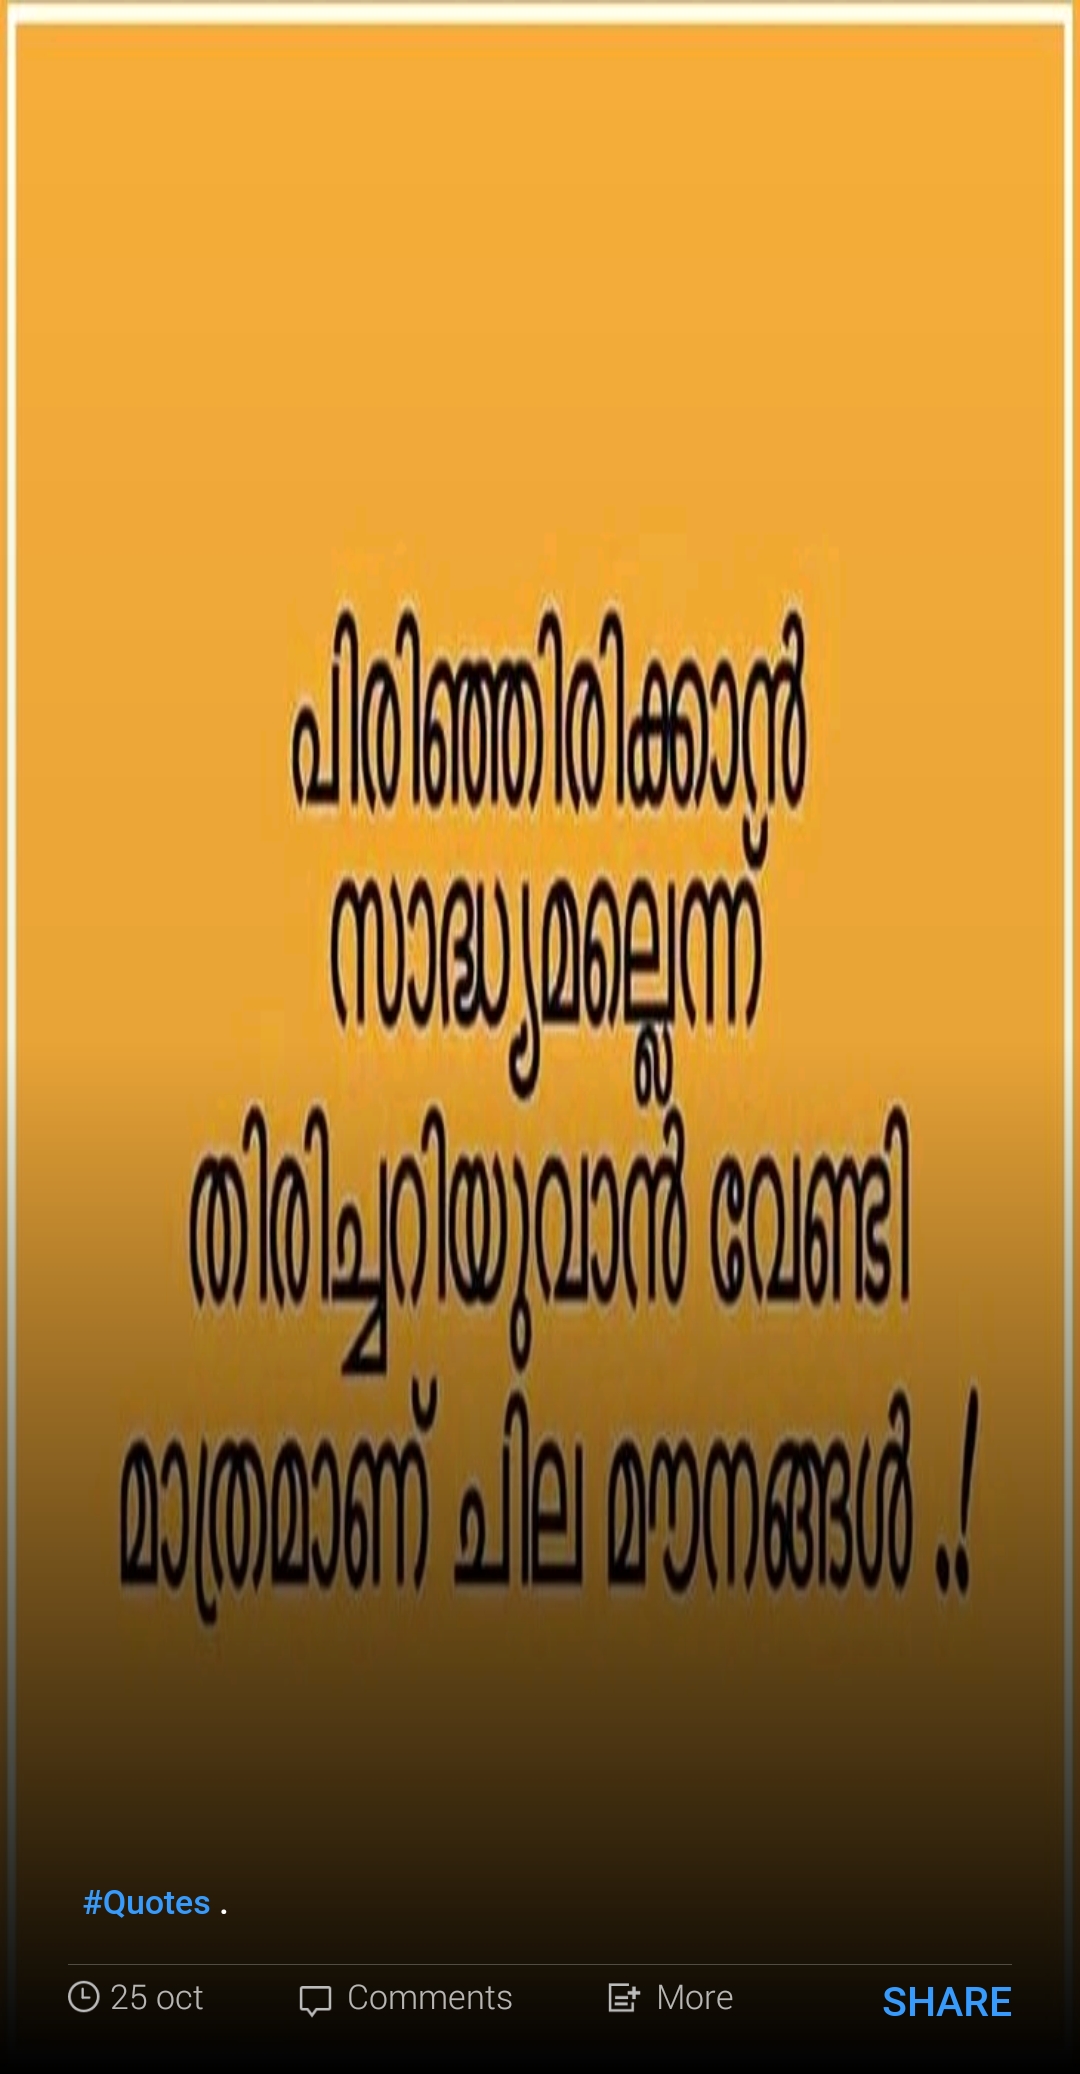 പിരിഞ്ഞിരിക്കാൻ
സാദ്ധ്യമല്ലെന്ന്
തിരിച്ചറിയുവാൻ വേണ്ടി
മാത്രമാണ് ചില മൗനങ്ങൾ .!
#Quotes .
25 oct
Comments
More
SHARE